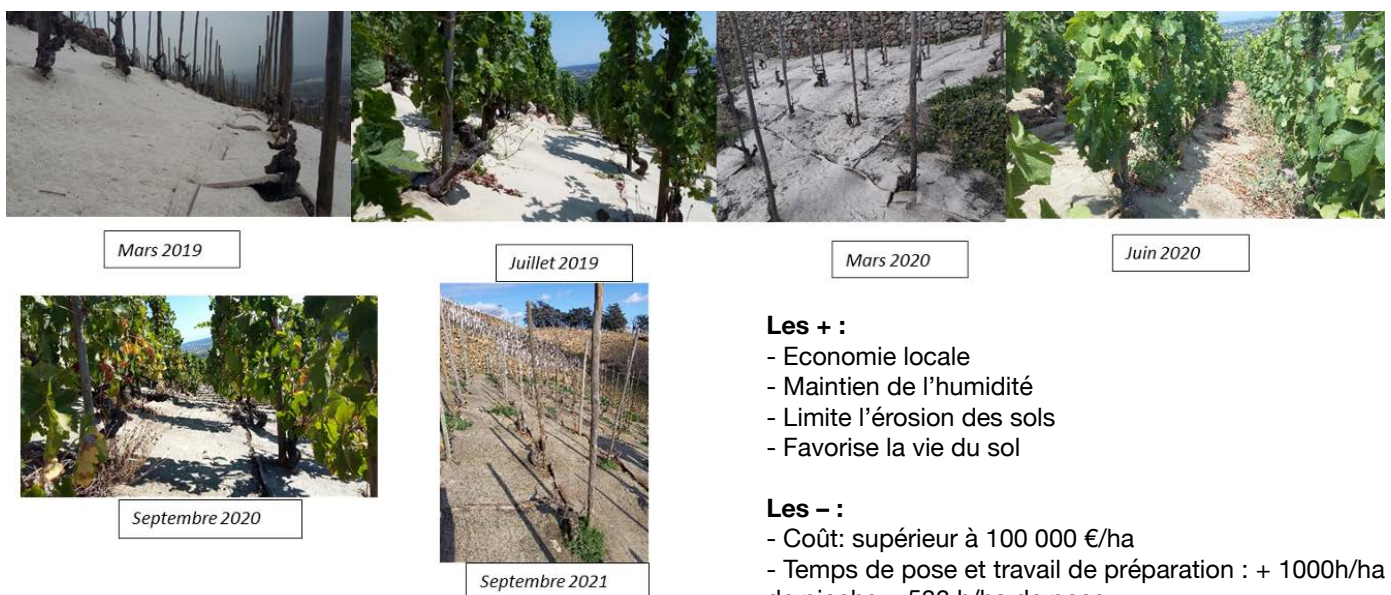 Mars 2019
Juillet 2019
Mars 2020
Juin 2020
Septembre 2020
Septembre 2021
Les + :
- Economie locale
- Maintien de l'humidité
- Limite l'érosion des sols
- Favorise la vie du sol
Les – :
- Coût: supérieur à 100 000 €/ha
- Temps de pose et travail de préparation : + 1000h/ha